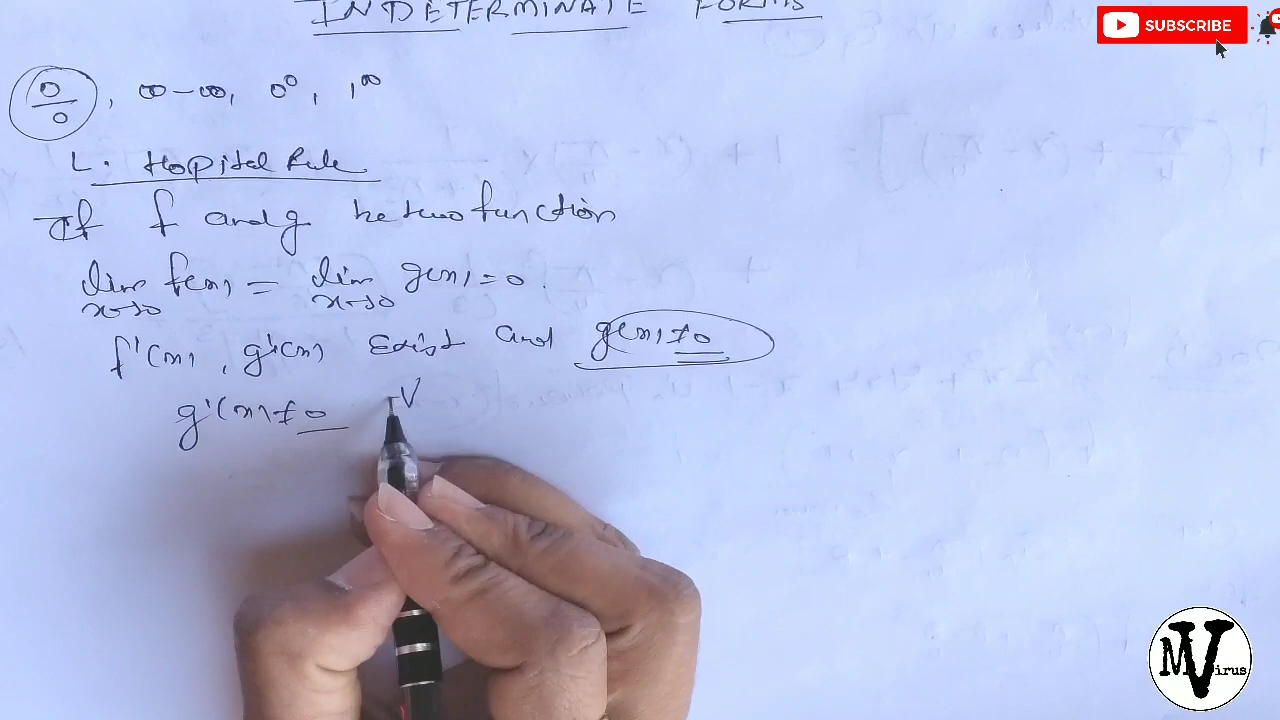 INDETERMINATE FORMS
SUBSCRIBE
0/0, ∞-∞, 0⁰, 1^∞
L. Hopital Rule
If f and g be two function
lim x→0 f(x) = lim x→0 g(x) = 0.
f'(x), g'(x) Exist and g(x) ≠ 0
g'(x) ≠ 0
MVirus